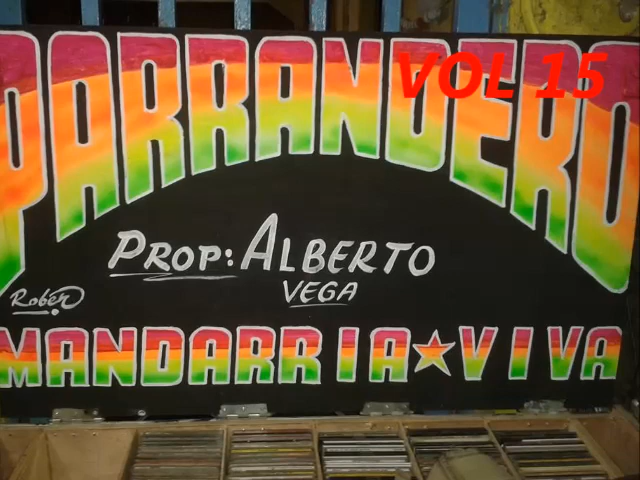 PARRANDERO
VOL 15
PROP: ALBERTO
VEGA
Rober
MANDARRIA★VIVA